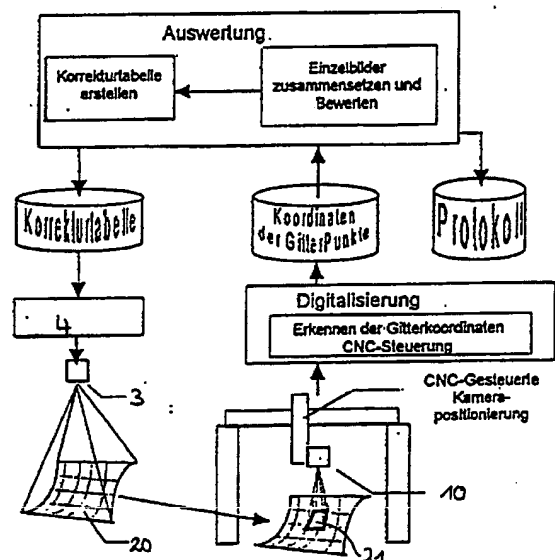 Auswertung
Korrekturtabelle
erstellen
Einzelbilder
zusammensetzen und
Bewerten
Korrekturtabelle
Koordinaten
der GitterPunkte
Protokoll
4
Digitalisierung
Erkennen der Gitterkoordinaten
CNC-Steuerung
3
CNC-Gesteuerte
Kamera-
positionierung
10
20
21